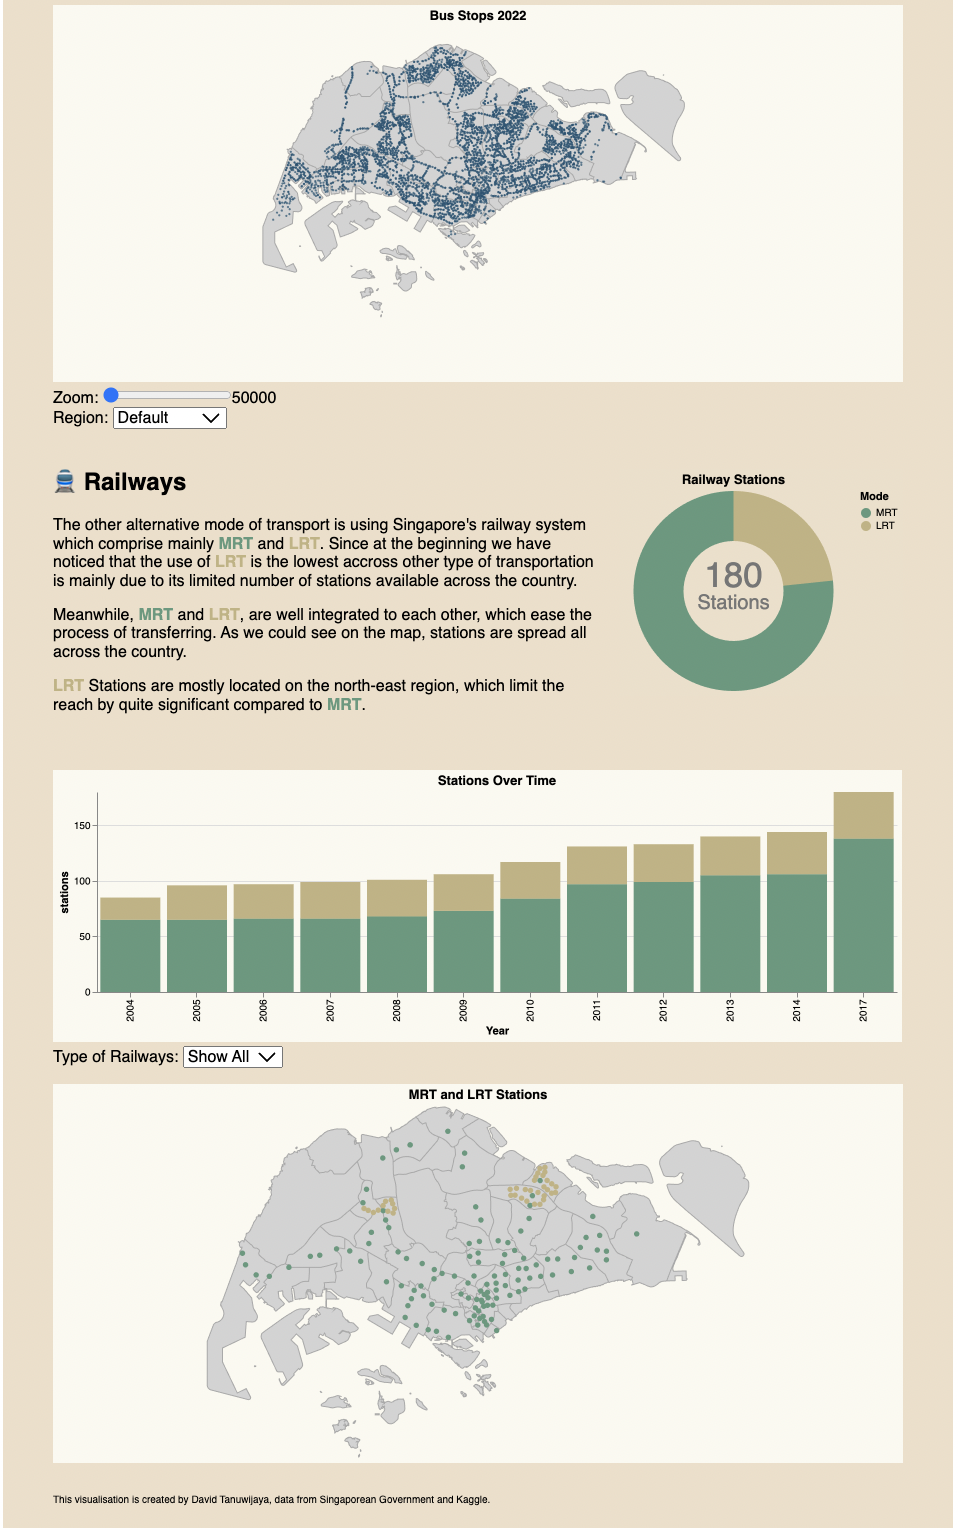 Bus Stops 2022
Zoom: 50000
Region: Default
Railways
The other alternative mode of transport is using Singapore's railway system
which comprise mainly MRT and LRT. Since at the beginning we have
noticed that the use of LRT is the lowest accross other type of transportation
is mainly due to its limited number of stations available across the country.
Meanwhile, MRT and LRT, are well integrated to each other, which ease the
process of transferring. As we could see on the map, stations are spread all
across the country.
LRT Stations are mostly located on the north-east region, which limit the
reach by quite significant compared to MRT.
Railway Stations
180
Stations
Mode
MRT
LRT
Stations Over Time
stations
150
100
50
0
2004
2005
2006
2007
2008
2009
2010
2011
2012
2013
2014
2017
Year
Type of Railways: Show All
MRT and LRT Stations
This visualisation is created by David Tanuwijaya, data from Singaporean Government and Kaggle.